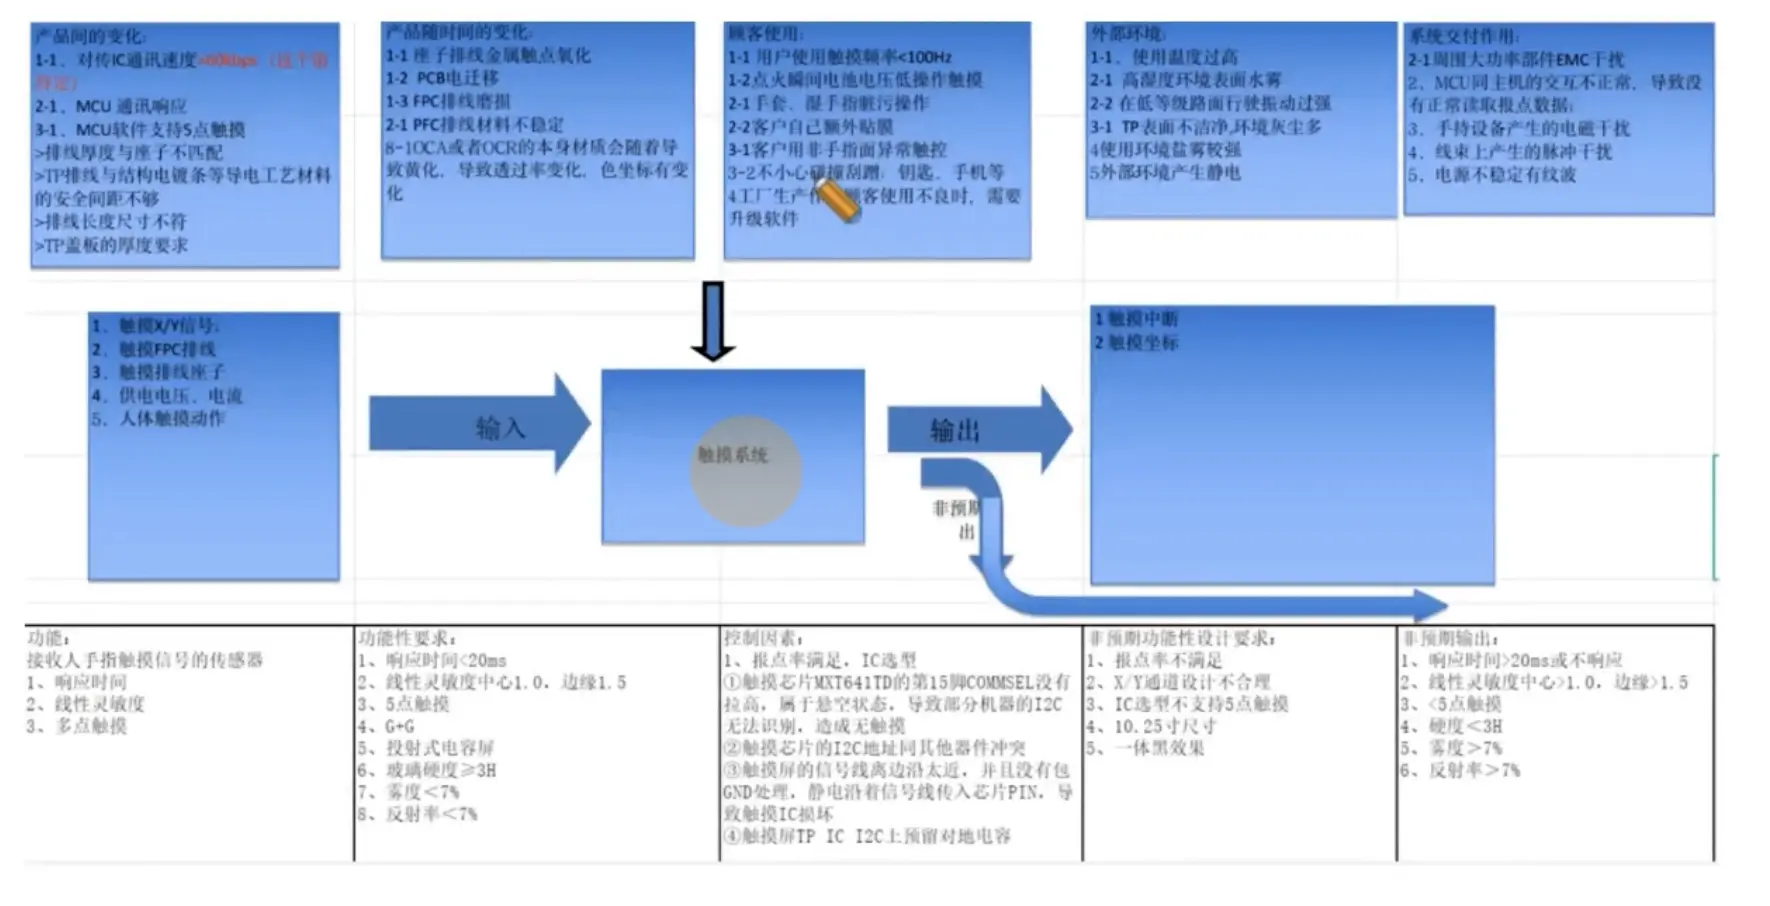 产品间的变化:
1-1、对传IC通讯速度>60kbps（这个值
2-1、MCU 通讯响应
3-1、MCU软件支持5点触摸
>排线厚度与座子不匹配
>TP排线与结构电镀条等导电工艺材料
的安全间距不够
>排线长度尺寸不符
>TP盖板的厚度要求
产品随时间的变化:
1-1 座子排线金属触点氧化
1-2 PCB电迁移
1-3 FPC排线磨损
2-1 PFC排线材料不稳定
8-1OCA或者OCR的本身材质会随着导
致黄化，导致透过率变化，色坐标有变
化
顾客使用:
1-1 用户使用触摸频率<100Hz
1-2点火瞬间电池电压低操作触摸
2-1手套、湿手指脏污操作
2-2客户自己额外贴膜
3-1客户用非手指面异常触控
3-2不小心碰撞刮蹭：钥匙、手机等
4工厂生产作 顾客使用不良时，需要
升级软件
外部环境:
1-1、使用温度过高
2-1 高湿度环境表面水雾
2-2 在低等级路面行驶振动过强
3-1 TP表面不洁净,环境灰尘多
4使用环境盐雾较强
5外部环境产生静电
系统交付作用:
2-1周围大功率部件EMC干扰
2、MCU同主机的交互不正常，导致没
有正常读取报点数据;
3、手持设备产生的电磁干扰
4、线束上产生的脉冲干扰
5、电源不稳定有纹波
1、触摸X/Y信号;
2、触摸FPC排线
3、触摸排线座子
4、供电电压、电流
5、人体触摸动作
输入
触摸系统
输出
非预期
出
1 触摸中断
2 触摸坐标
功能:
接收人手指触摸信号的传感器
1、响应时间
2、线性灵敏度
3、多点触摸
功能性要求:
1、响应时间<20ms
2、线性灵敏度中心1.0，边缘1.5
3、5点触摸
4、G+G
5、投射式电容屏
6、玻璃硬度≥3H
7、雾度<7%
8、反射率<7%
控制因素:
1、报点率满足，IC选型
①触摸芯片MXT641TD的第15脚COMMSEL没有
拉高，属于悬空状态，导致部分机器的I2C
无法识别，造成无触摸
②触摸芯片的I2C地址同其他器件冲突
③触摸屏的信号线离边沿太近，并且没有包
GND处理，静电沿着信号线传入芯片PIN，导
致触摸IC损坏
④触摸屏TP IC I2C上预留对地电容
非预期功能性设计要求:
1、报点率不满足
2、X/Y通道设计不合理
3、IC选型不支持5点触摸
4、10.25寸尺寸
5、一体黑效果
非预期输出:
1、响应时间>20ms或不响应
2、线性灵敏度中心>1.0，边缘>1.5
3、<5点触摸
4、硬度<3H
5、雾度>7%
6、反射率>7%